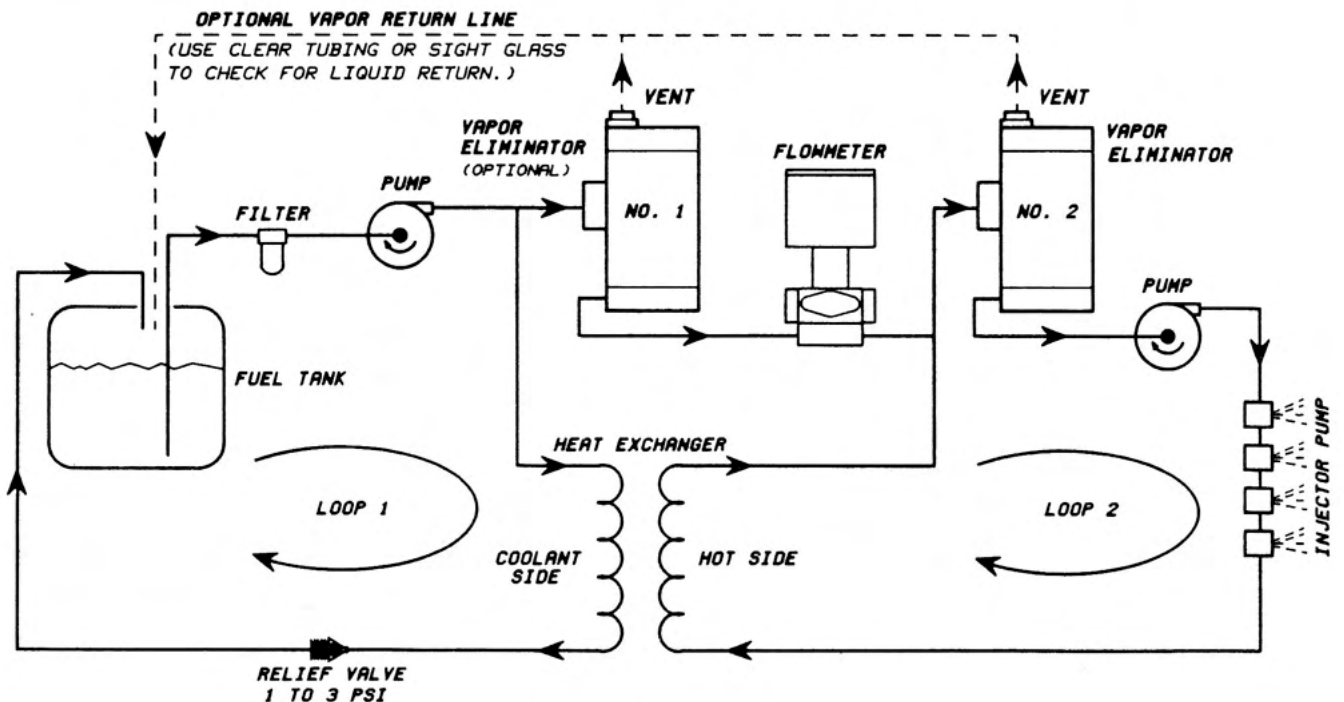 OPTIONAL VAPOR RETURN LINE
(USE CLEAR TUBING OR SIGHT GLASS
TO CHECK FOR LIQUID RETURN.)
VENT
VENT
VAPOR
ELIMINATOR
(OPTIONAL)
FLOWMETER
VAPOR
ELIMINATOR
PUMP
FILTER
NO. 1
NO. 2
PUMP
FUEL TANK
HEAT EXCHANGER
LOOP 1
LOOP 2
COOLANT
SIDE
HOT SIDE
INJECTOR PUMP
RELIEF VALVE
1 TO 3 PSI